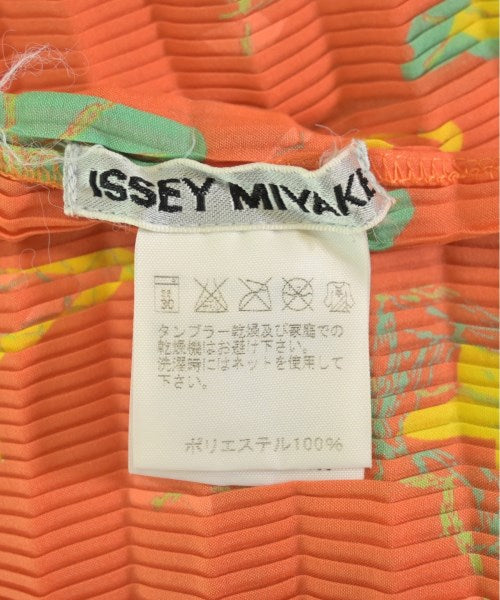 ISSEY MIYAKE
タンブラー乾燥及び家庭での
乾燥機はお避け下さい。
洗濯時にはネットを使用して
下さい。
ポリエステル100%